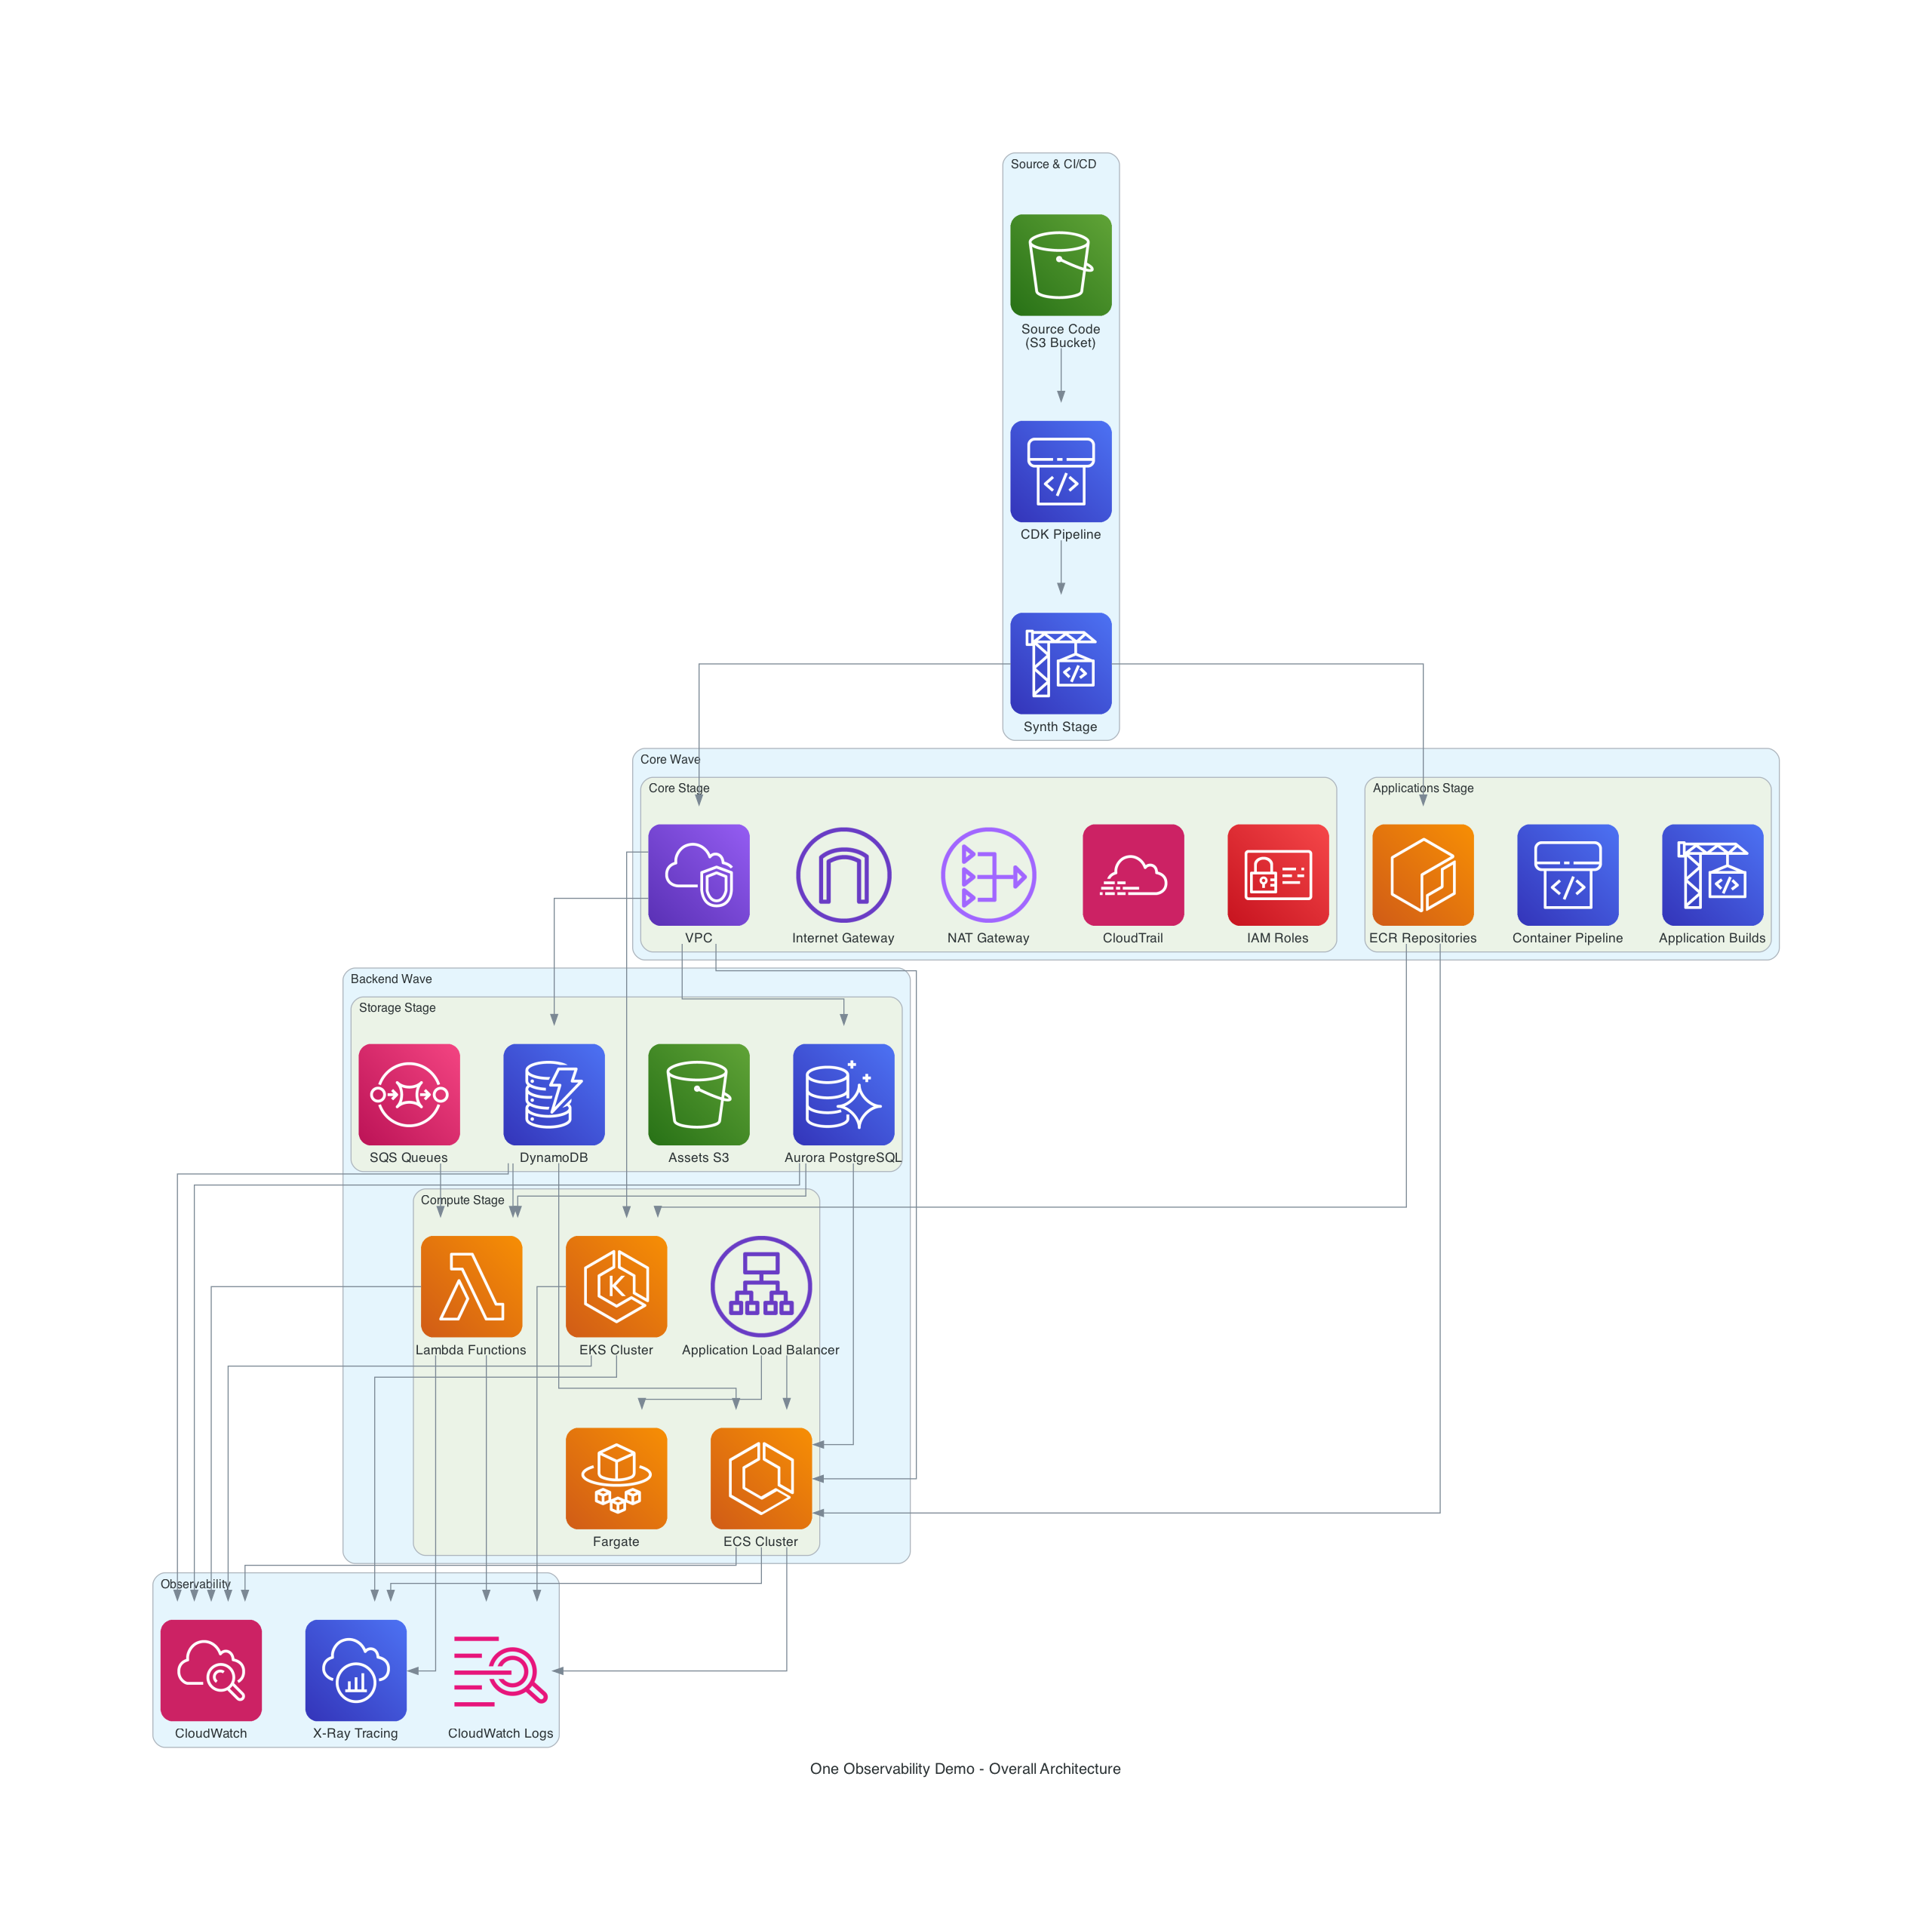 Source & CI/CD
Source Code
(S3 Bucket)
CDK Pipeline
Synth Stage
Core Wave
Core Stage
Applications Stage
VPC
Internet Gateway
NAT Gateway
CloudTrail
IAM Roles
ECR Repositories
Container Pipeline
Application Builds
Backend Wave
Storage Stage
SQS Queues
DynamoDB
Assets S3
Aurora PostgreSQL
Compute Stage
K
Lambda Functions
EKS Cluster
Application Load Balancer
Fargate
ECS Cluster
Observability
CloudWatch
X-Ray Tracing
CloudWatch Logs
One Observability Demo - Overall Architecture